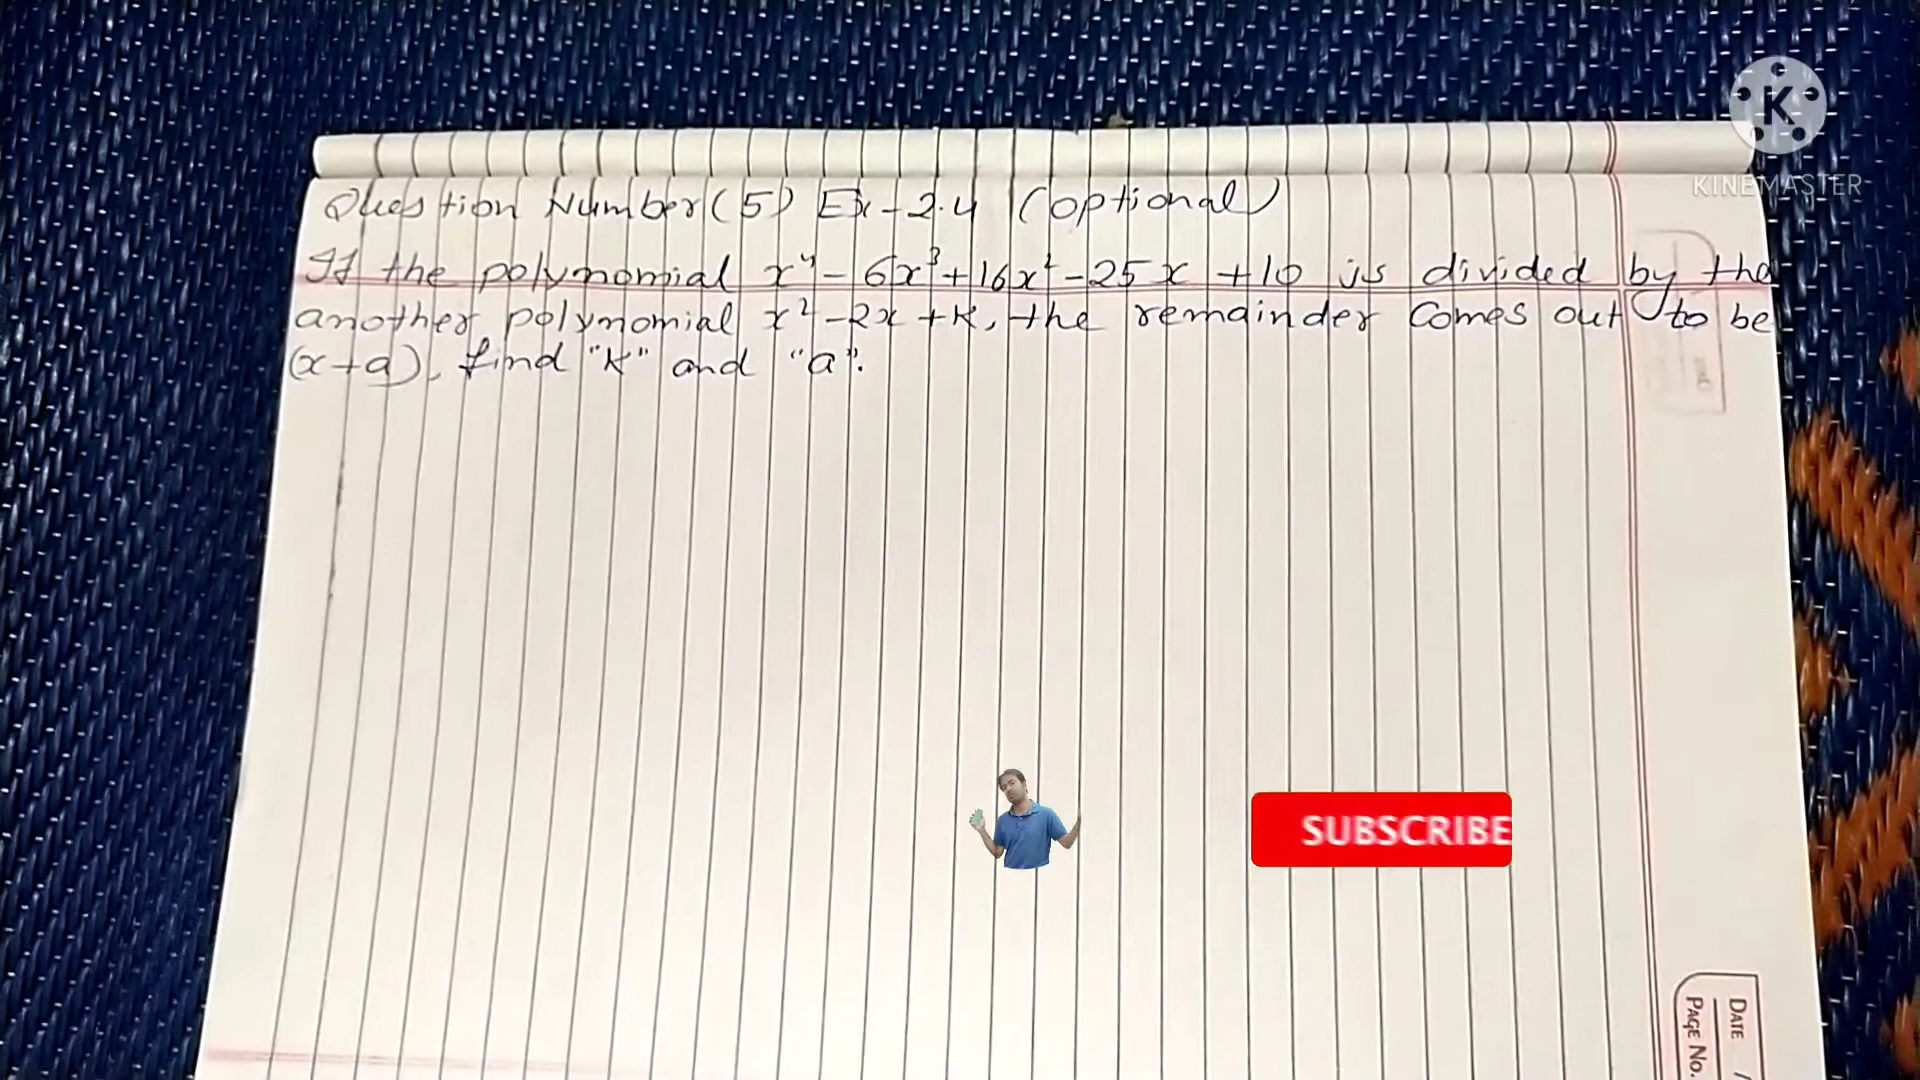 Question Number (5) Ex-2.4 (optional)
If the polynomial x⁴ - 6x³ + 16x² - 25x + 10 is divided by the
another polynomial x² - 2x + K, the remainder comes out to be
(x+a), find "K" and "a".
K
KINEMASTER
SUBSCRIBE
DATE
PAGE NO.